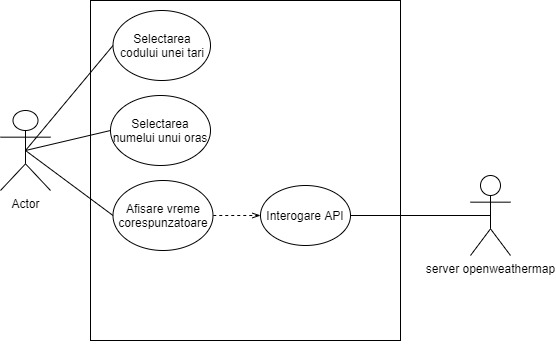 Selectarea
codului unei tari
Selectarea
numelui unui oras
Actor
Afisare vreme
corespunzatoare
Interogare API
server openweathermap